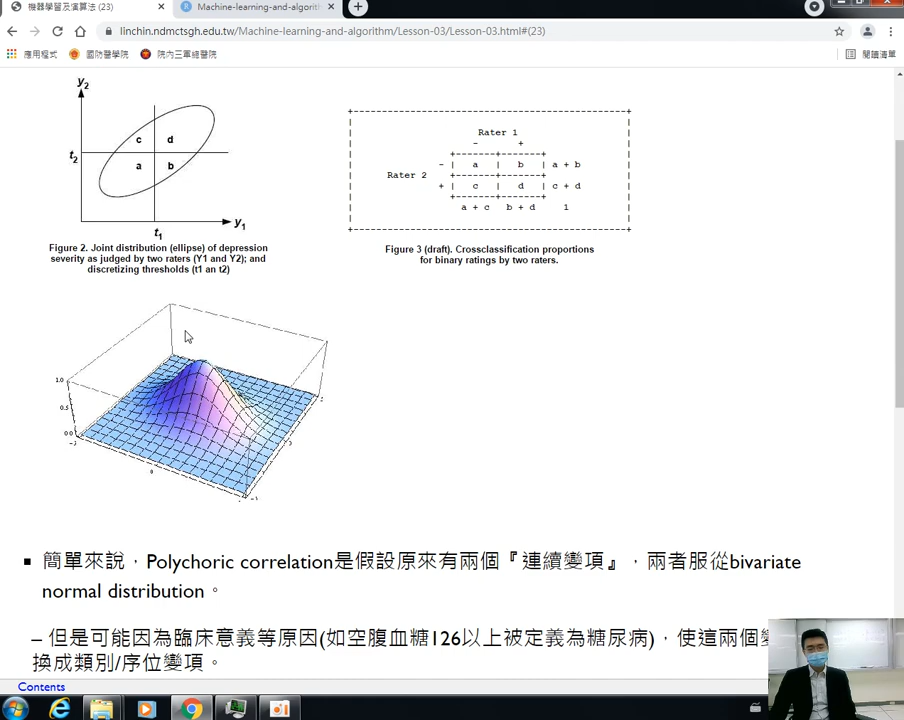 機器學習及演算法 (23)
Machine-learning-and-algorith
linchin.ndmctsgh.edu.tw/Machine-learning-and-algorithm/Lesson-03/Lesson-03.html#(23)
應用程式
國防醫學院
院內三軍總醫院
閱讀清單
y2
c d
t2
a b
y1
t1
Figure 2. Joint distribution (ellipse) of depression
severity as judged by two raters (Y1 and Y2); and
discretizing thresholds (t1 an t2)
Rater 1
- +
- | a | b | a + b
Rater 2
+ | c | d | c + d
a + c b + d 1
Figure 3 (draft). Crossclassification proportions
for binary ratings by two raters.
1.0
0.5
0.0
0
簡單來說，Polychoric correlation是假設原來有兩個『連續變項』，兩者服從bivariate
normal distribution。
– 但是可能因為臨床意義等原因(如空腹血糖126以上被定義為糖尿病)，使這兩個
換成類別/序位變項。
Contents